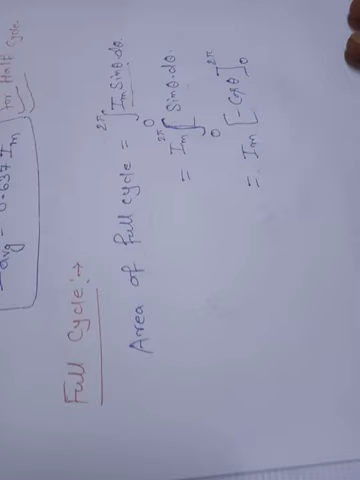 Iavg = 0.637 Im } for Half Cycle.
Full Cycle:→
Area of full cycle = ∫₀^2π Im Sinθ.dθ.
= Im ∫₀^2π Sinθ.dθ.
= Im [-Cosθ]₀^2π